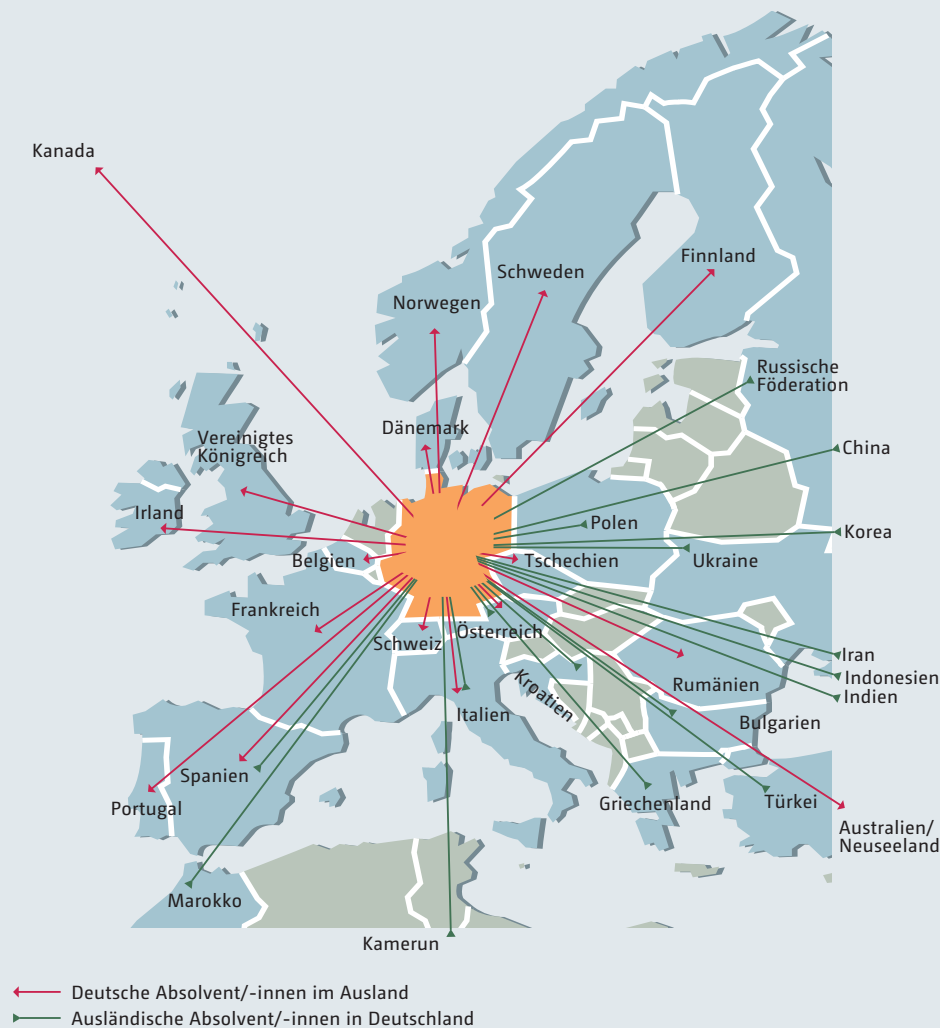 Kanada
Finnland
Schweden
Norwegen
Russische
Föderation
Dänemark
Vereinigtes
Königreich
China
Irland
Polen
Korea
Belgien
Tschechien
Ukraine
Frankreich
Österreich
Schweiz
Iran
Indonesien
Rumänien
Indien
Kroatien
Italien
Bulgarien
Spanien
Portugal
Griechenland
Türkei
Australien/
Neuseeland
Marokko
Kamerun
Deutsche Absolvent/-innen im Ausland
Ausländische Absolvent/-innen in Deutschland